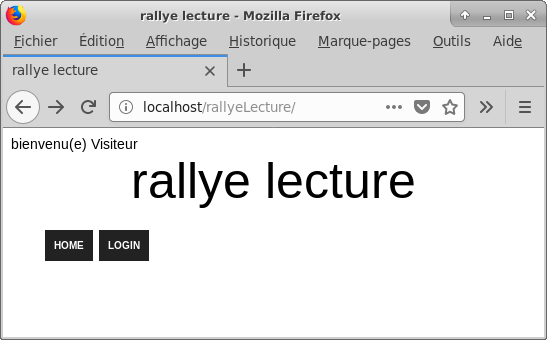 rallye lecture - Mozilla Firefox
Fichier Édition Affichage Historique Marque-pages Outils Aide
rallye lecture
localhost/rallyeLecture/
bienvenu(e) Visiteur
rallye lecture
HOME LOGIN